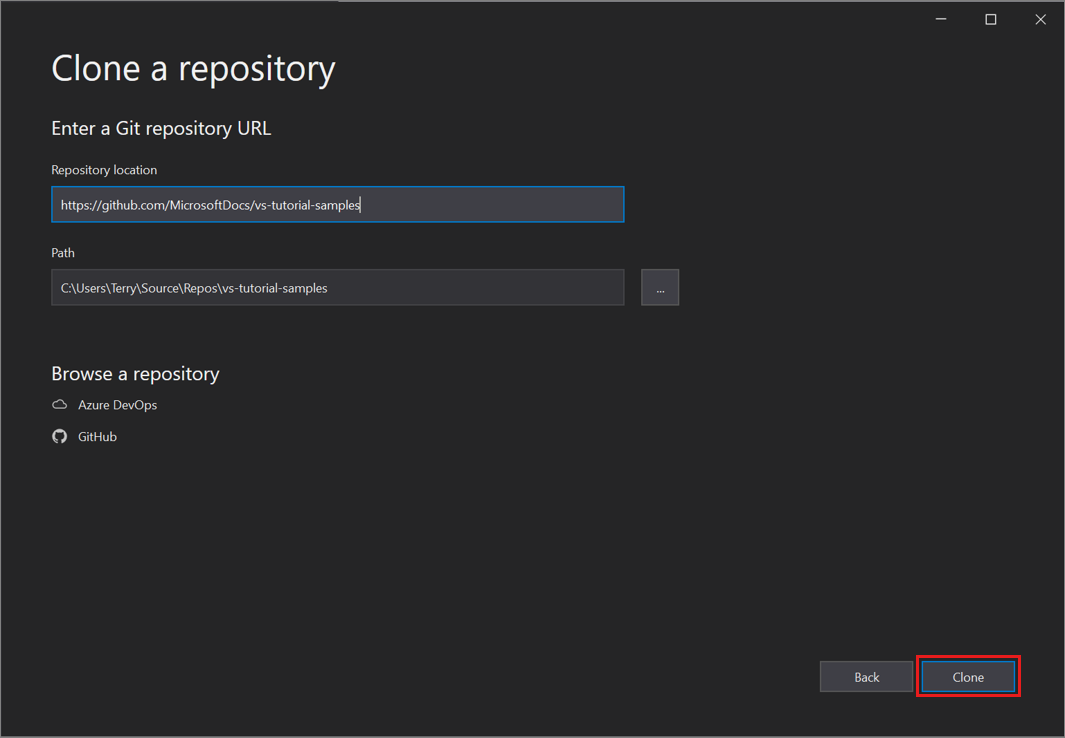 Clone a repository
Enter a Git repository URL
Repository location
https://github.com/MicrosoftDocs/vs-tutorial-samples
Path
C:\Users\Terry\Source\Repos\vs-tutorial-samples
...
Browse a repository
Azure DevOps
GitHub
Back
Clone